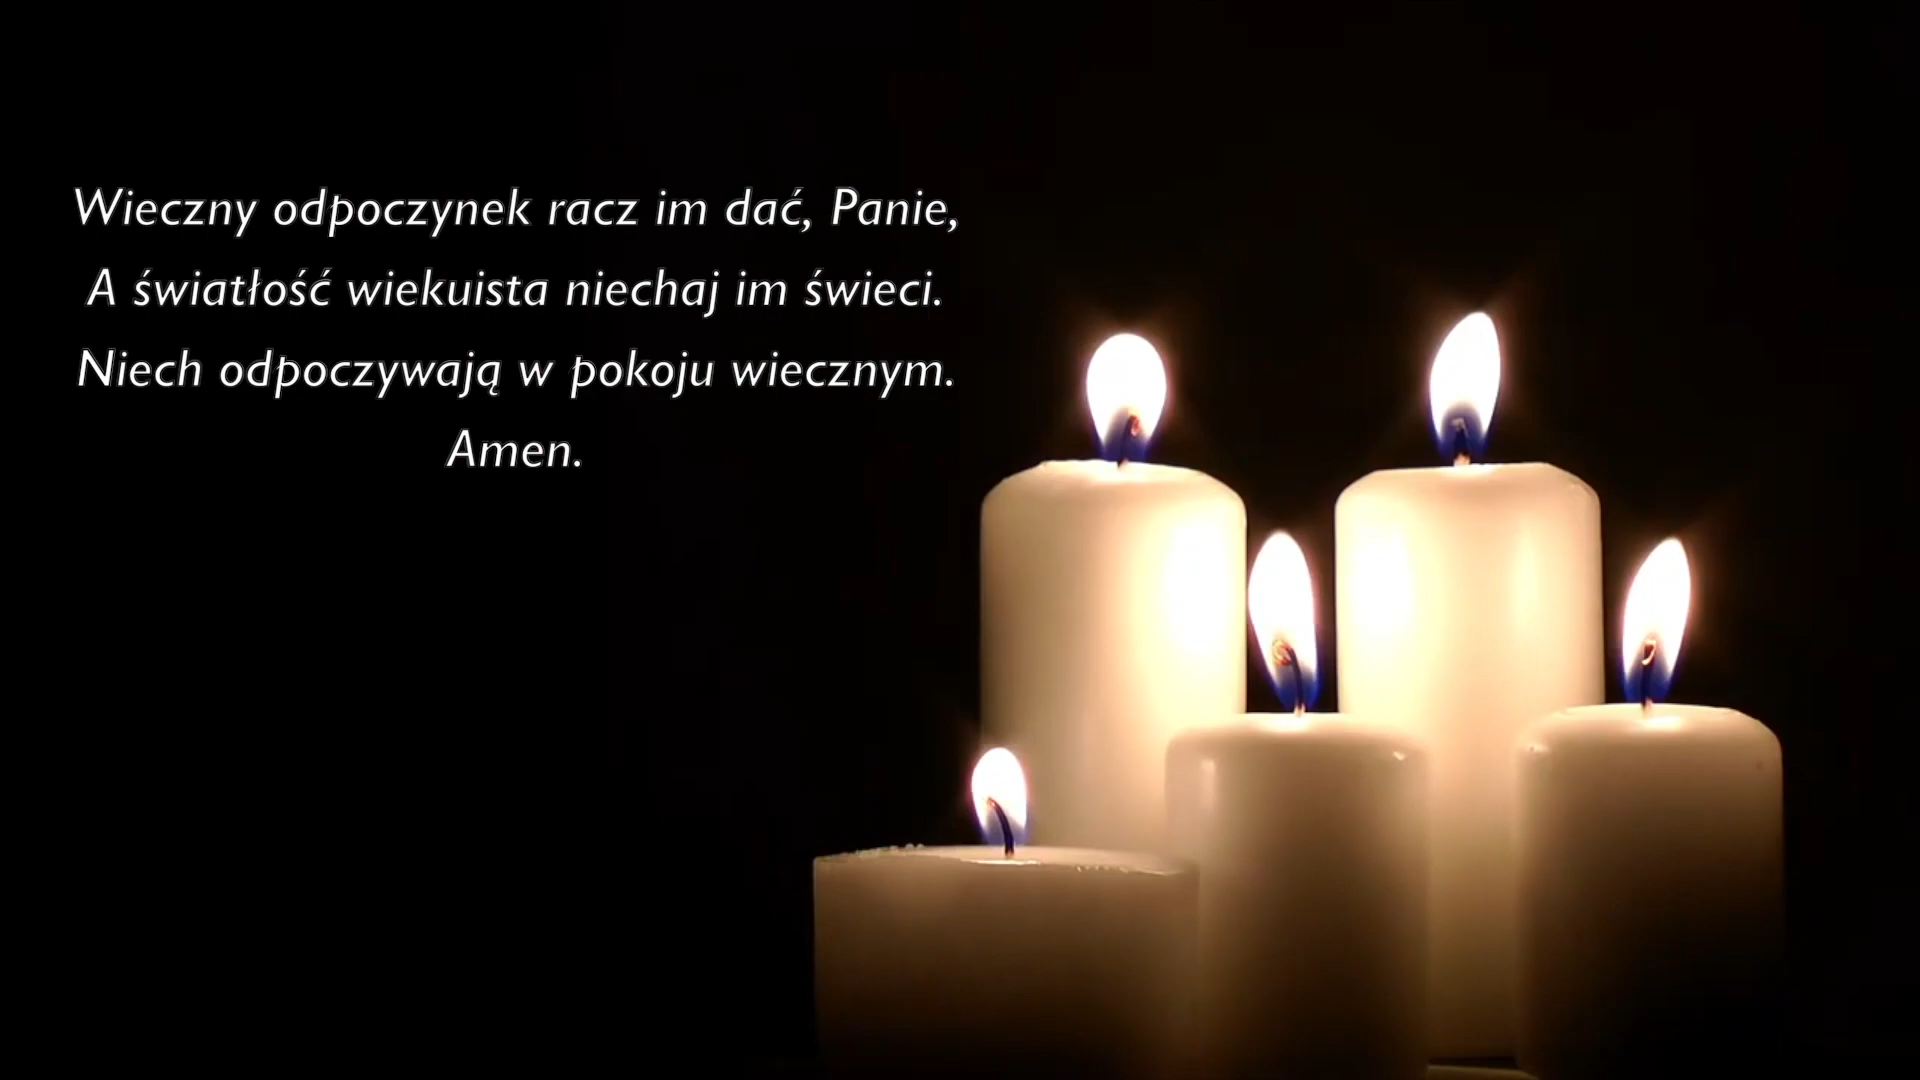 Wieczny odpoczynek racz im dać, Panie,
A światłość wiekuista niechaj im świeci.
Niech odpoczywają w pokoju wiecznym.
Amen.